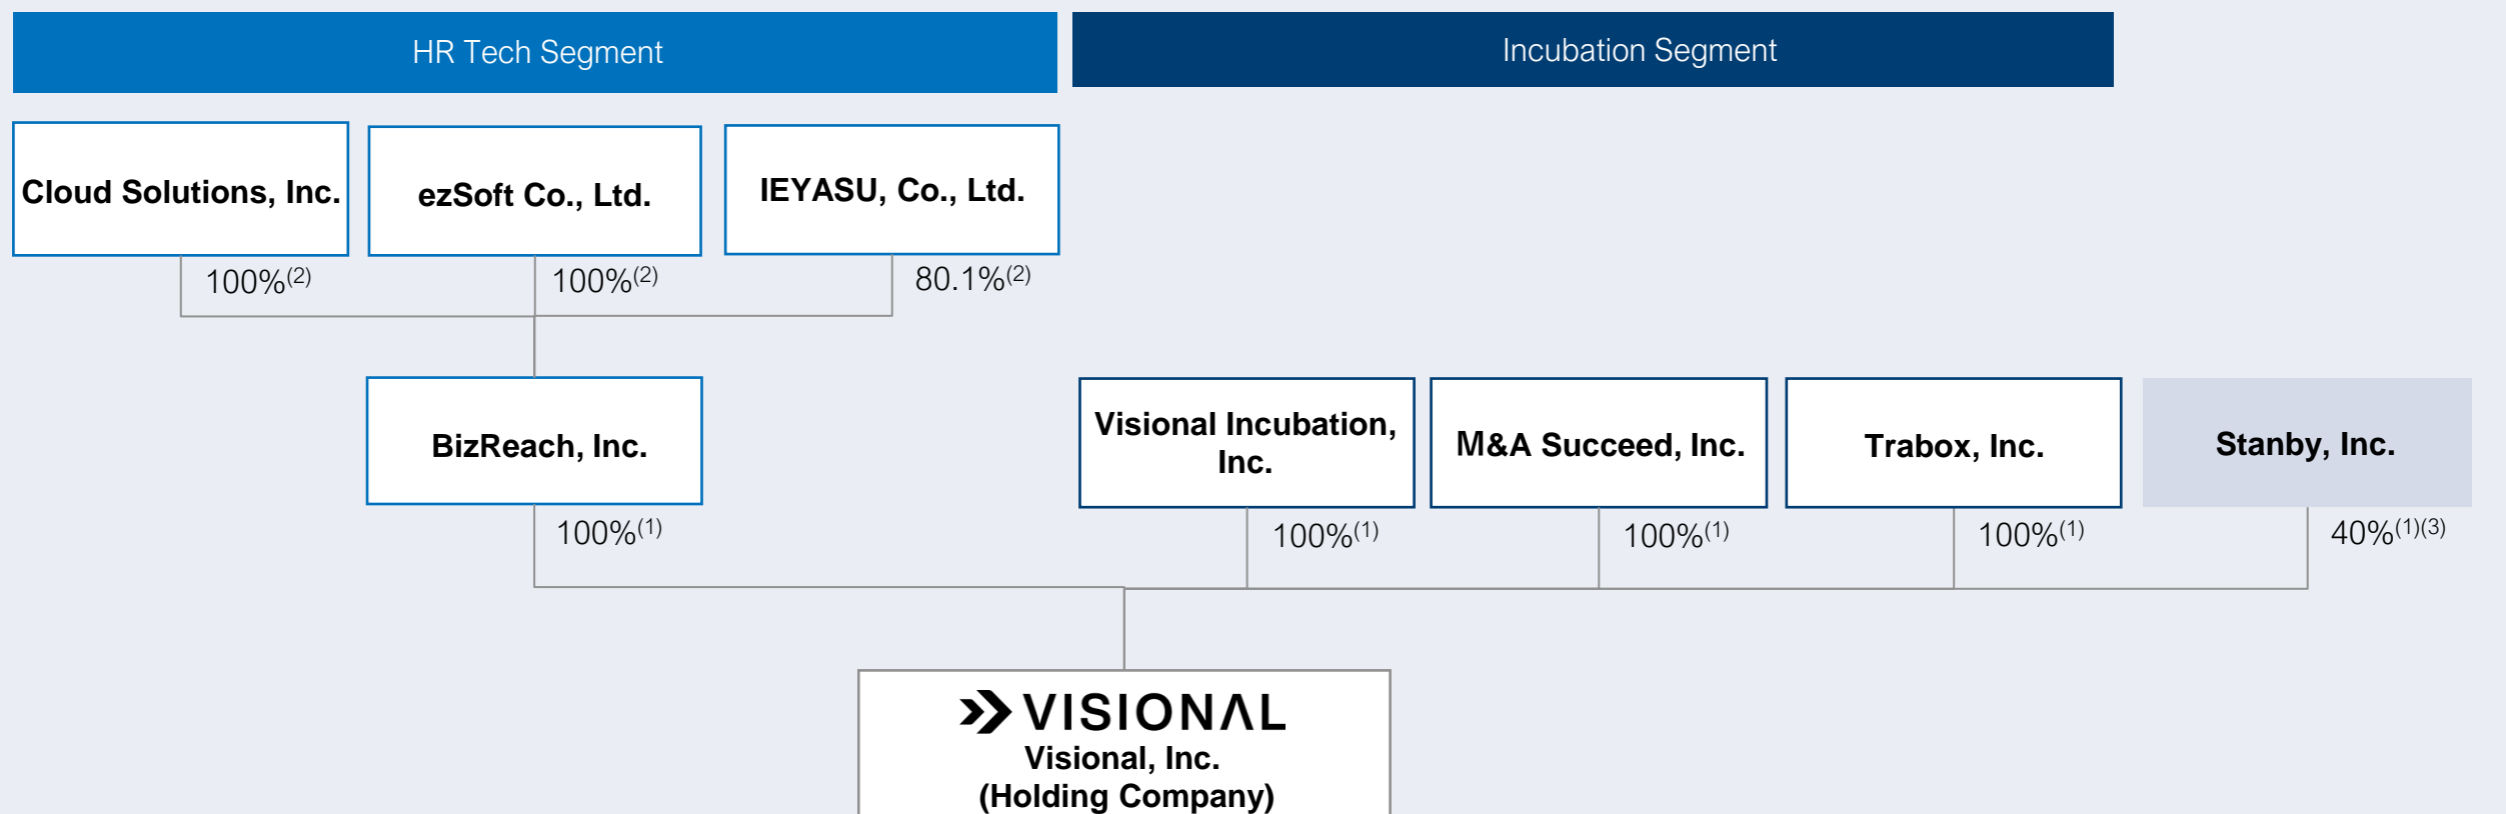 HR Tech Segment
Incubation Segment
Cloud Solutions, Inc.
ezSoft Co., Ltd.
IEYASU, Co., Ltd.
100%(2)
100%(2)
80.1%(2)
BizReach, Inc.
Visional Incubation,
Inc.
M&A Succeed, Inc.
Trabox, Inc.
Stanby, Inc.
100%(1)
100%(1)
100%(1)
100%(1)
40%(1)(3)
VISIONAL
Visional, Inc.
(Holding Company)